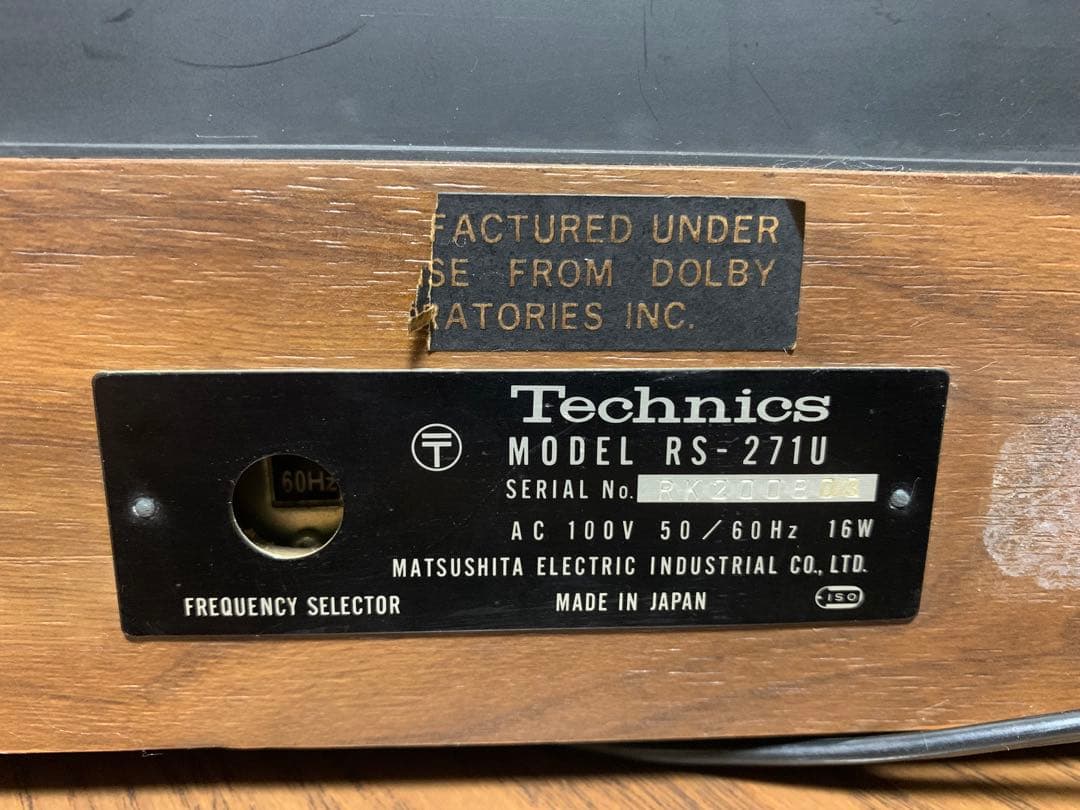 FACTURED UNDER
SE FROM DOLBY
RATORIES INC.
Technics
〒 MODEL RS-271U
60Hz
SERIAL No.
AC 100V 50/60Hz 16W
MATSUSHITA ELECTRIC INDUSTRIAL CO., LTD.
FREQUENCY SELECTOR
MADE IN JAPAN
ISO